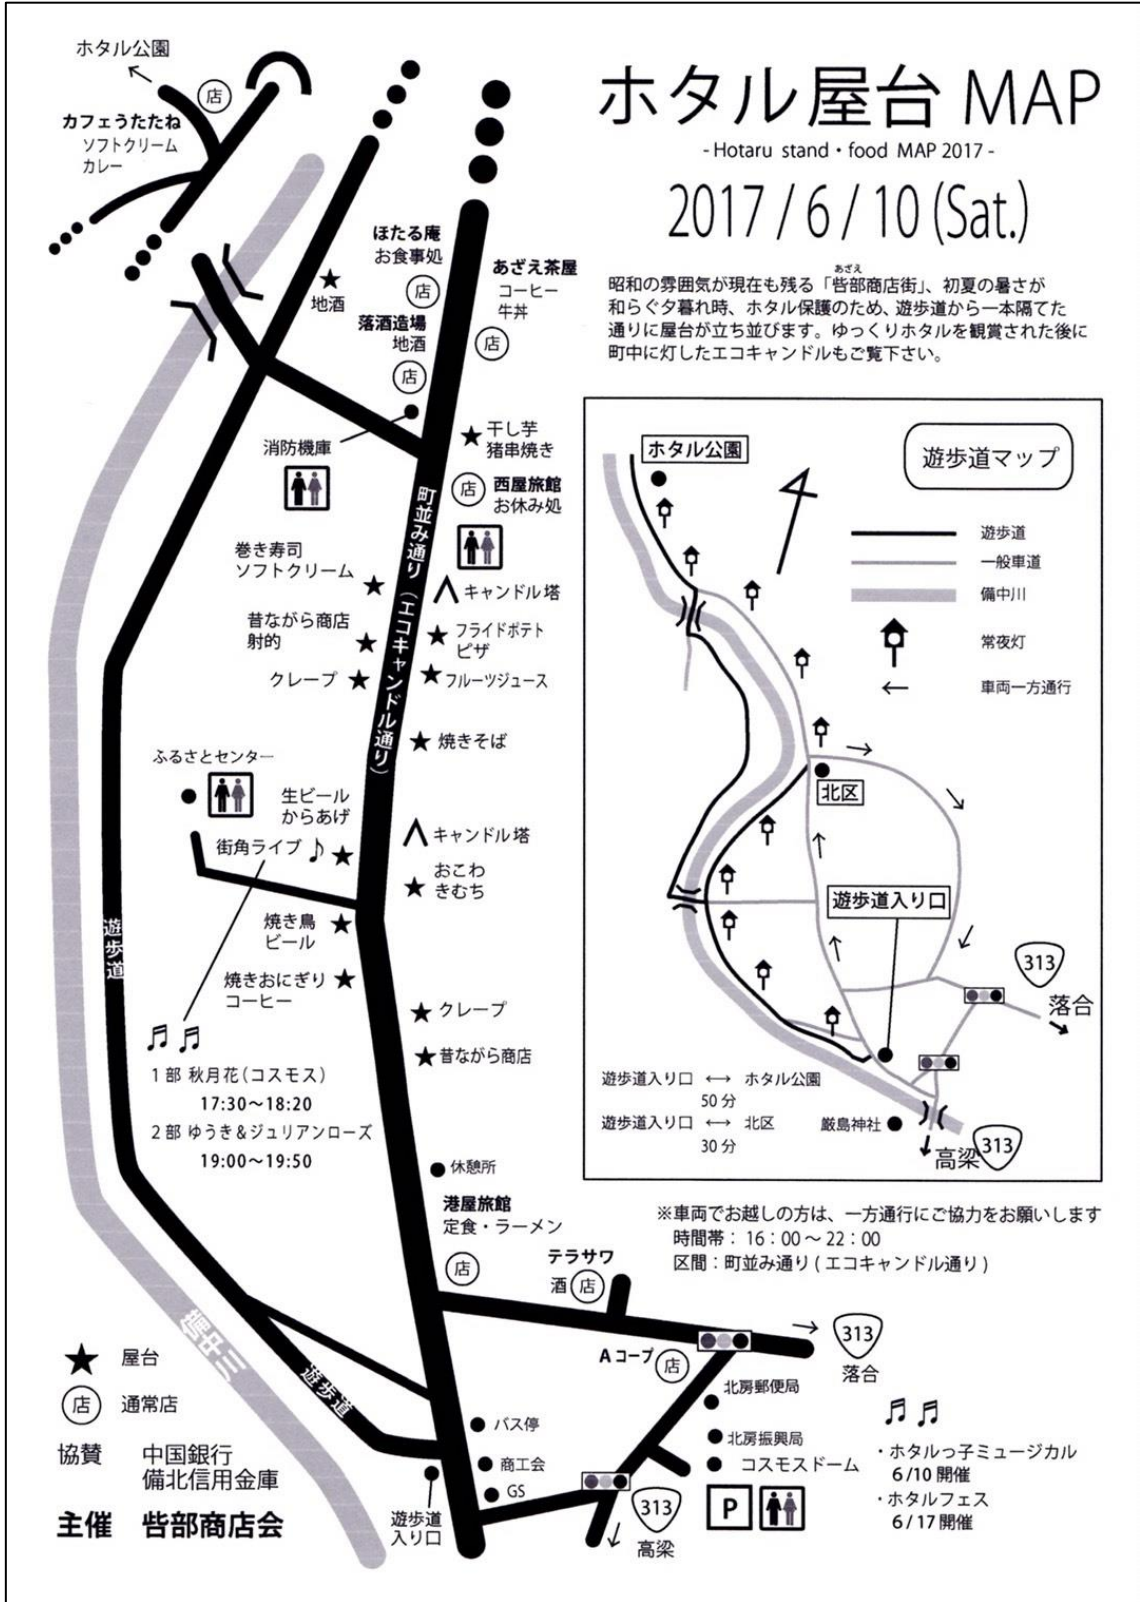 ホタル屋台 MAP
- Hotaru stand・food MAP 2017 -
2017 / 6 / 10 (Sat.)
あざえ
昭和の雰囲気が現在も残る「呰部商店街」、初夏の暑さが
和らぐ夕暮れ時、ホタル保護のため、遊歩道から一本隔てた
通りに屋台が立ち並びます。ゆっくりホタルを観賞された後に
町中に灯したエコキャンドルもご覧下さい。
ホタル公園
店
カフェうたたね
ソフトクリーム
カレー
地酒
ほたる庵
お食事処
店
あざえ茶屋
コーヒー
牛丼
店
落酒造場
地酒
店
消防機庫
干し芋
猪串焼き
店
西屋旅館
お休み処
町並み通り（エコキャンドル通り）
巻き寿司
ソフトクリーム
キャンドル塔
昔ながら商店
射的
フライドポテト
ピザ
クレープ
フルーツジュース
焼きそば
ふるさとセンター
生ビール
からあげ
街角ライブ♪
キャンドル塔
おこわ
きむち
焼き鳥
ビール
焼きおにぎり
コーヒー
クレープ
昔ながら商店
遊歩道
1部 秋月花(コスモス)
17:30～18:20
2部 ゆうき＆ジュリアンローズ
19:00～19:50
休憩所
港屋旅館
定食・ラーメン
店
テラサワ
酒 店
Aコープ 店
→ 313
落合
備中川
遊歩道
北房郵便局
北房振興局
コスモスドーム
P
バス停
商工会
GS
遊歩道
入り口
313
高梁
・ホタルっ子ミュージカル
6/10 開催
・ホタルフェス
6/17 開催
★ 屋台
店 通常店
協賛 中国銀行
備北信用金庫
主催 呰部商店会
遊歩道マップ
ホタル公園
遊歩道
一般車道
備中川
常夜灯
← 車両一方通行
北区
遊歩道入り口
313
落合
遊歩道入り口 ←→ ホタル公園
50分
遊歩道入り口 ←→ 北区
30分
厳島神社
高梁 313
※車両でお越しの方は、一方通行にご協力をお願いします
時間帯：16：00～22：00
区間：町並み通り(エコキャンドル通り)